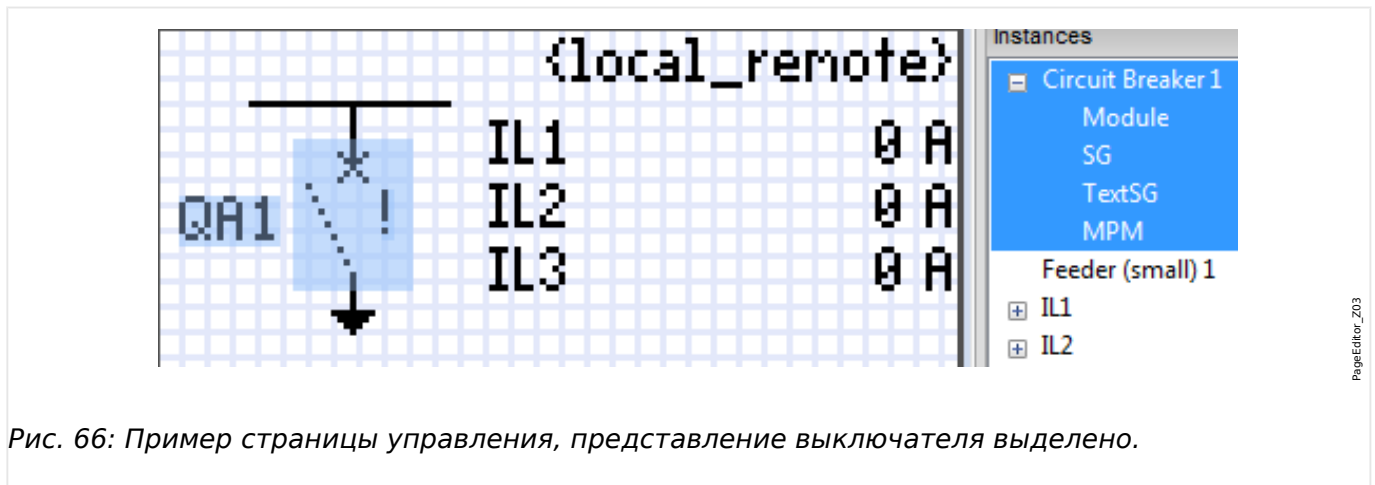 {local_remote}
IL1 0 A
QA1 ! IL2 0 A
IL3 0 A
Instances
Circuit Breaker 1
Module
SG
TextSG
MPM
Feeder (small) 1
IL1
IL2
PageEditor_Z03
Рис. 66: Пример страницы управления, представление выключателя выделено.